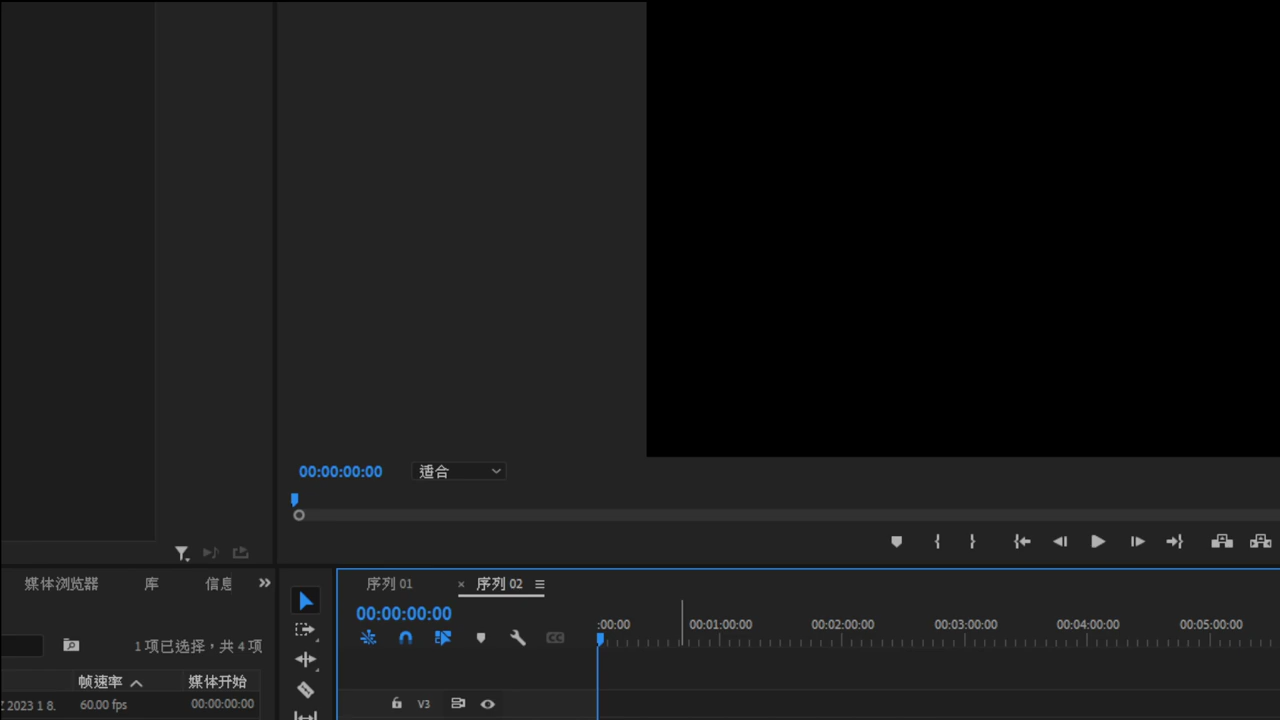 00:00:00:00
适合
媒体浏览器
库
信息
序列 01
× 序列 02
00:00:00:00
:00:00
00:01:00:00
00:02:00:00
00:03:00:00
00:04:00:00
00:05:00:00
1 项已选择，共 4 项
帧速率
媒体开始
2023 1 8.
60.00 fps
00:00:00:00
CC
V3